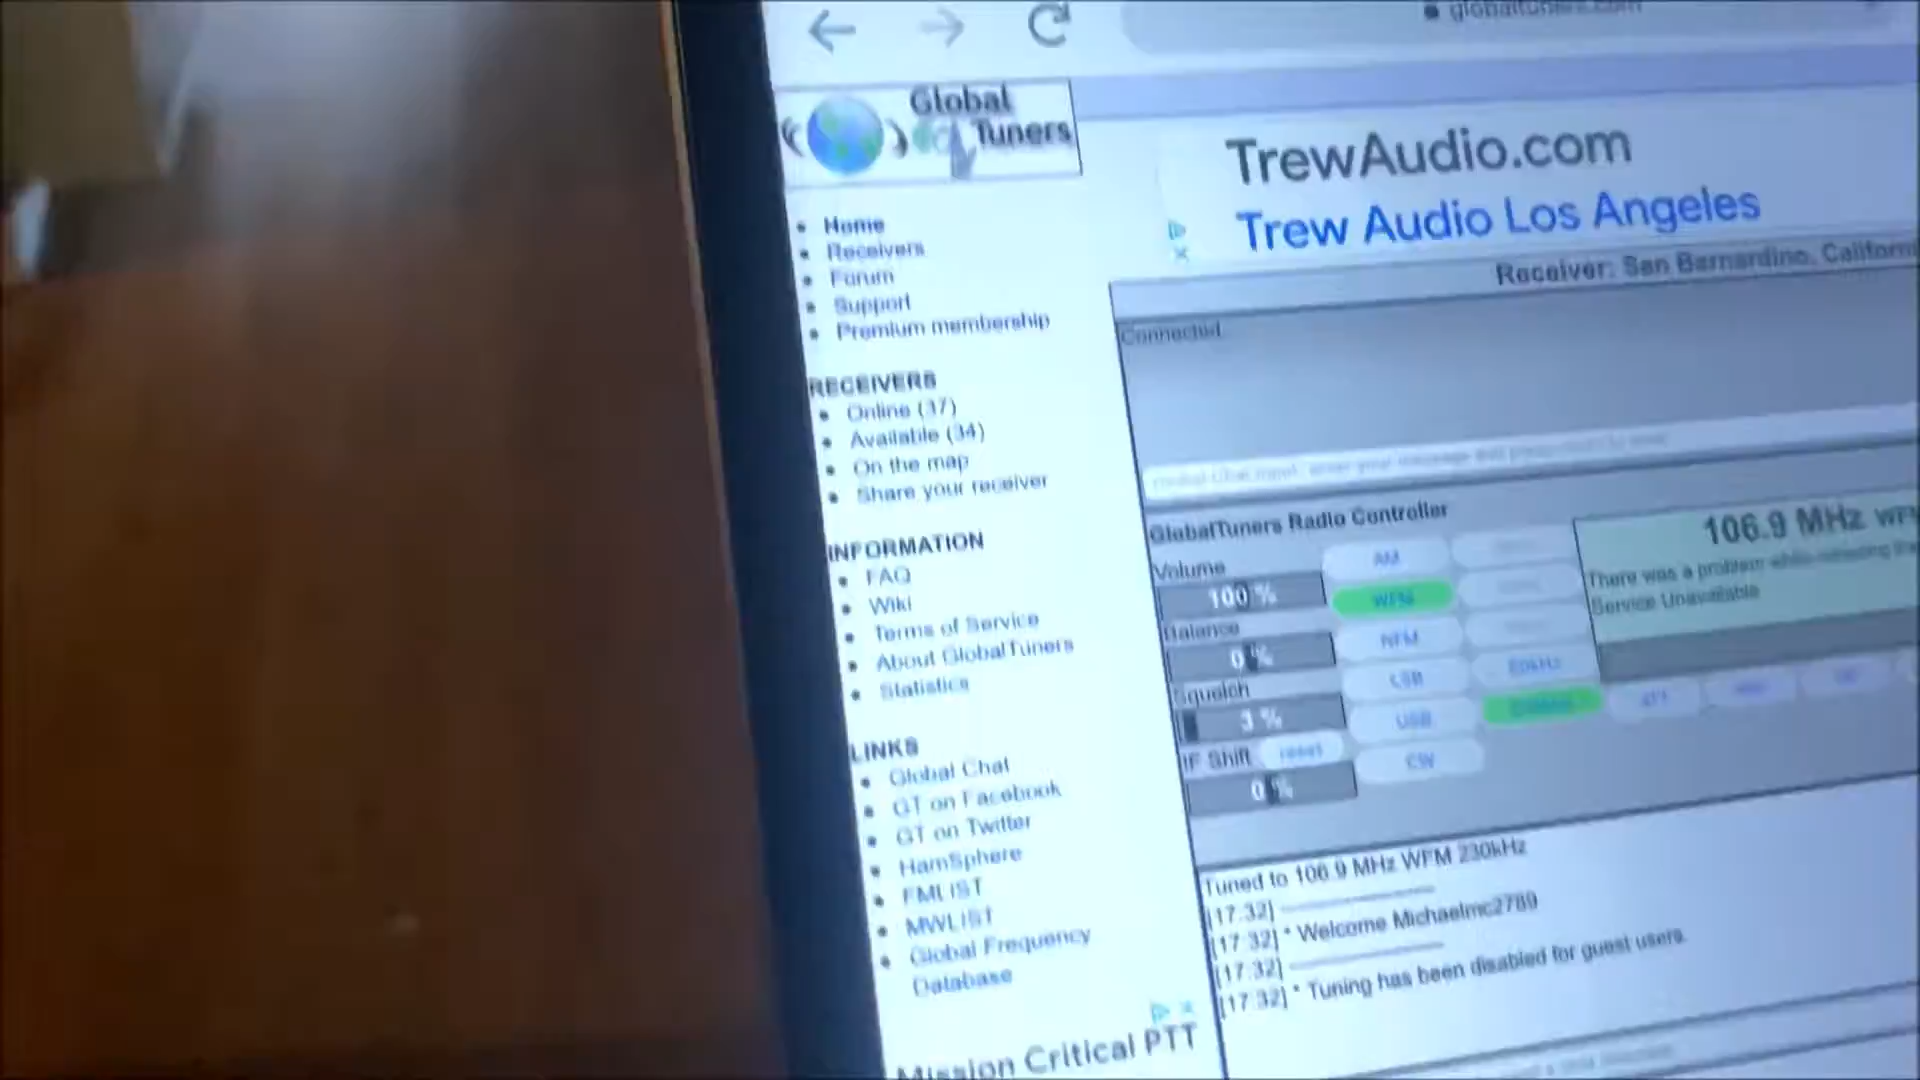 globaltuners.com
Global
Tuners
TrewAudio.com
Trew Audio Los Angeles
Home
Receivers
Forum
Support
Premium membership
Receiver: San Bernardino, Californ
Connected.
RECEIVERS
Online (37)
Available (34)
On the map
Share your receiver
INFORMATION
FAQ
Wiki
Terms of Service
About GlobalTuners
Statistics
LINKS
Global Chat
GT on Facebook
GT on Twitter
HamSphere
FMLIST
MWLIST
Global Frequency
Database
Mission Critical PTT
GlobalTuners Radio Controller
Volume
100 %
Balance
0 %
Squelch
3 %
IF Shift reset
0 %
AM
WFM
NFM
LSB
USB
CW
106.9 MHz WFM
There was a problem while
Service Unavailable
Tuned to 106.9 MHz WFM 230kHz
[17:32] --------------------
[17:32] * Welcome Michaelmc2789
[17:32] --------------------
[17:32] * Tuning has been disabled for guest users.